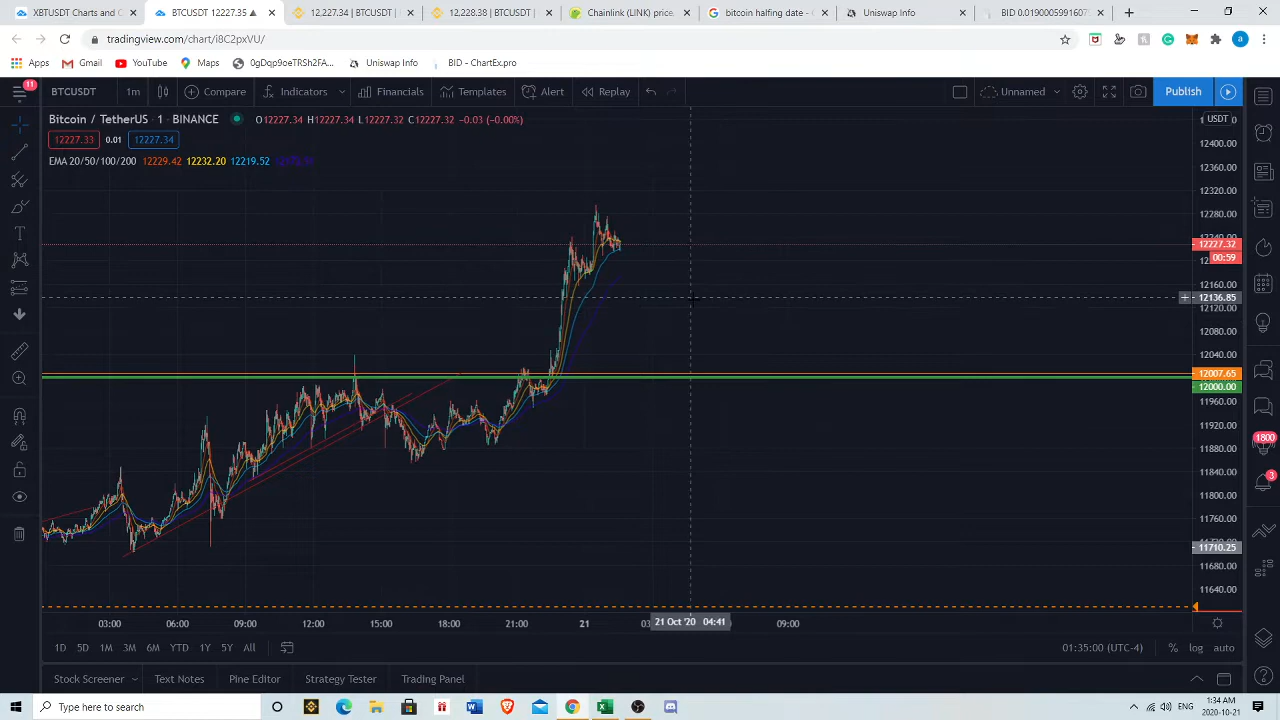 XBTUSDT Charts and C
BTCUSDT 12227.35
12,227.34 | BTCUSDT |
12,228.38 | BTCUSDT |
Chainlink (LINK) price,
bitcoin halfing date -
Uniswap Info
BID 0.019005991607
tradingview.com/chart/i8C2pxVU/
Apps
Gmail
YouTube
Maps
0gDqp9nTRSh2FA...
Uniswap Info
BID - ChartEx.pro
11
BTCUSDT
1m
Compare
Indicators
Financials
Templates
Alert
Replay
Unnamed
Publish
Bitcoin / TetherUS · 1 · BINANCE
O12227.34 H12227.34 L12227.32 C12227.32 −0.03 (−0.00%)
USDT
12227.33
0.01
12227.34
EMA 20/50/100/200 12229.42 12232.20 12219.52
12400.00
12360.00
12320.00
12280.00
12240.00
12227.32
00:59
12160.00
12136.85
12120.00
12080.00
12040.00
12007.65
12000.00
11960.00
11920.00
11880.00
11840.00
11800.00
11760.00
11710.25
11680.00
11640.00
1800
3
03:00
06:00
09:00
12:00
15:00
18:00
21:00
21
21 Oct '20 04:41
09:00
1D
5D
1M
3M
6M
YTD
1Y
5Y
All
01:35:00 (UTC-4)
%
log
auto
Stock Screener
Text Notes
Pine Editor
Strategy Tester
Trading Panel
Type here to search
ENG
1:34 AM
2020-10-21